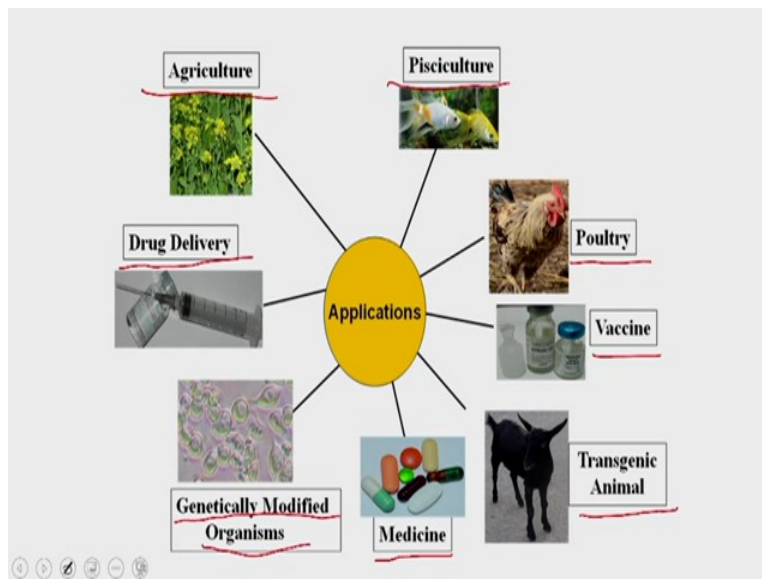 Agriculture
Pisciculture
Drug Delivery
Poultry
Applications
Vaccine
Transgenic
Animal
Genetically Modified
Organisms
Medicine